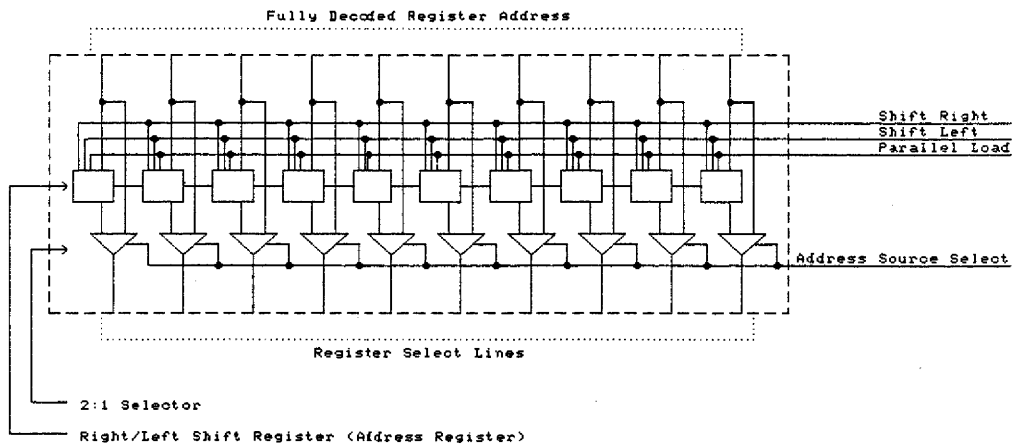 Fully Decoded Register Address
Shift Right
Shift Left
Parallel Load
Address Source Select
Register Select Lines
2:1 Selector
Right/Left Shift Register (Address Register)